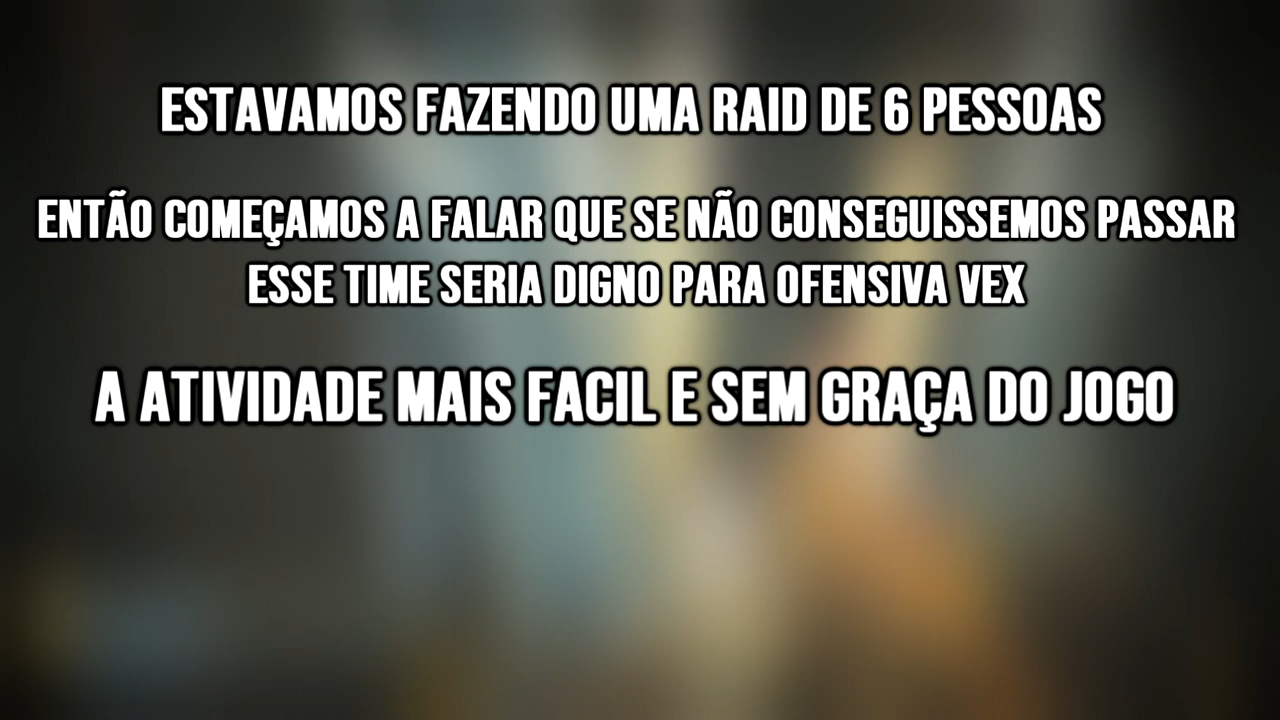 ESTAVAMOS FAZENDO UMA RAID DE 6 PESSOAS
ENTÃO COMEÇAMOS A FALAR QUE SE NÃO CONSEGUISSEMOS PASSAR
ESSE TIME SERIA DIGNO PARA OFENSIVA VEX
A ATIVIDADE MAIS FACIL E SEM GRAÇA DO JOGO